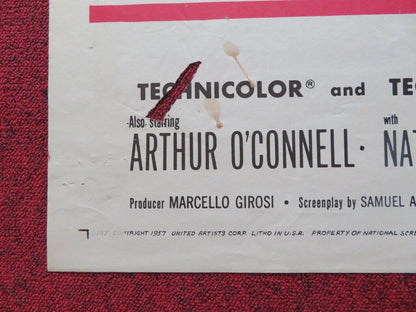 TECHNICOLOR® and TE
Also starring with
ARTHUR O'CONNELL · NA
Producer MARCELLO GIROSI • Screenplay by SAMUEL A
COPYRIGHT 1957 UNITED ARTISTS CORP. LITHO IN U.S.A. PROPERTY OF NATIONAL SCRE